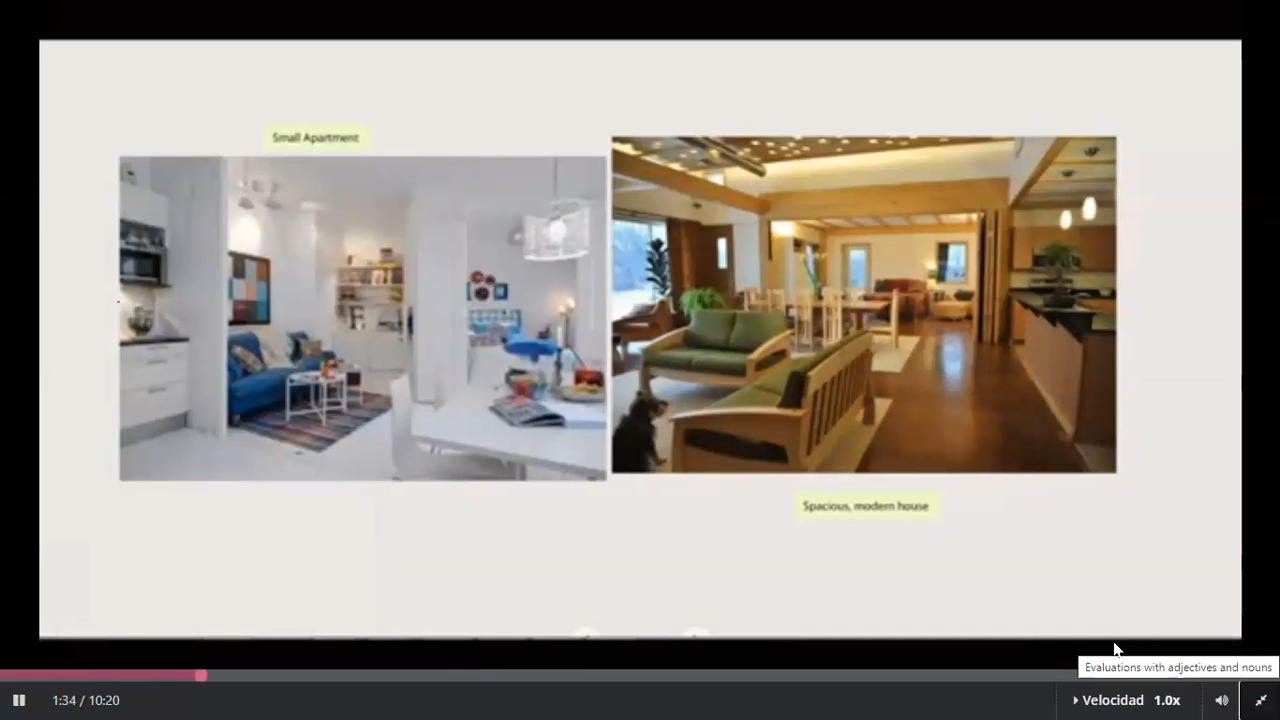 Small Apartment
Spacious, modern house
Evaluations with adjectives and nouns
1:34 / 10:20
Velocidad 1.0x